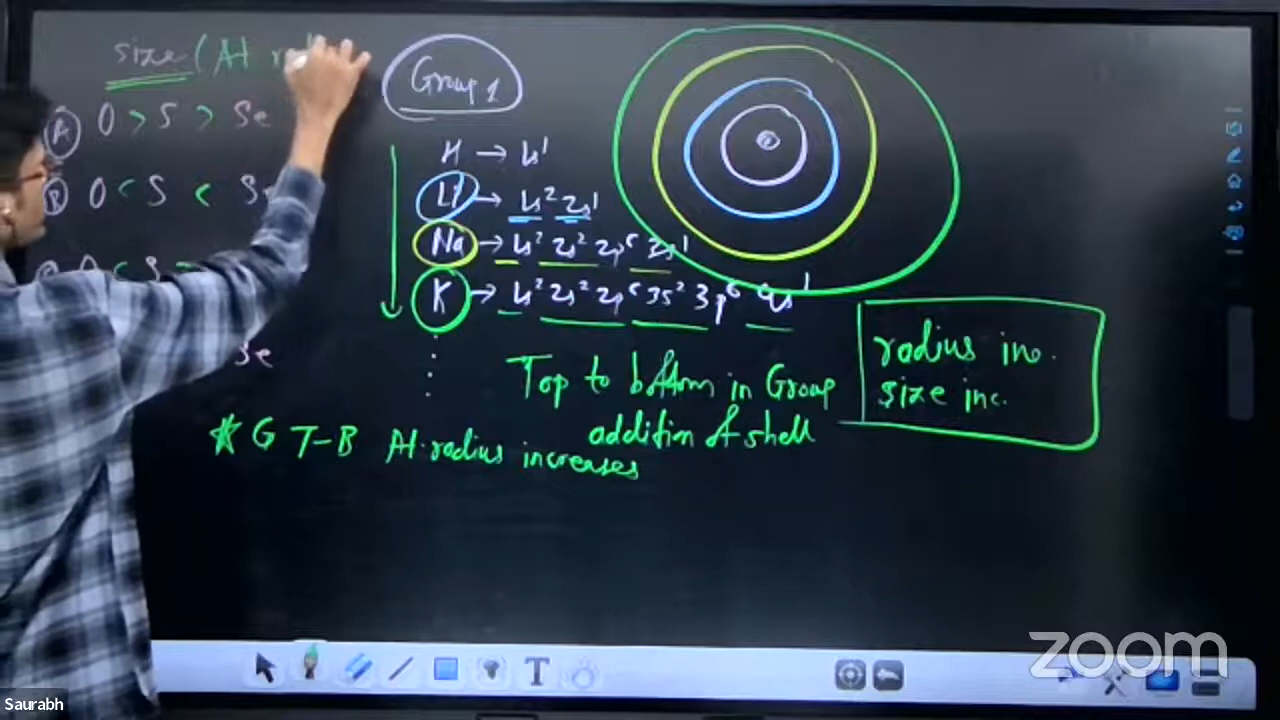 size (At
Group 1
(A) O > S > Se
(B) O < S <
H → 1s¹
Li → 1s² 2s¹
Na → 1s² 2s² 2p⁶ 3s¹
K → 1s² 2s² 2p⁶ 3s² 3p⁶ 4s¹
Se
radius inc.
size inc.
Top to bottom in Group
addition of shell
* G T-B At. radius increases
T
zoom
Saurabh